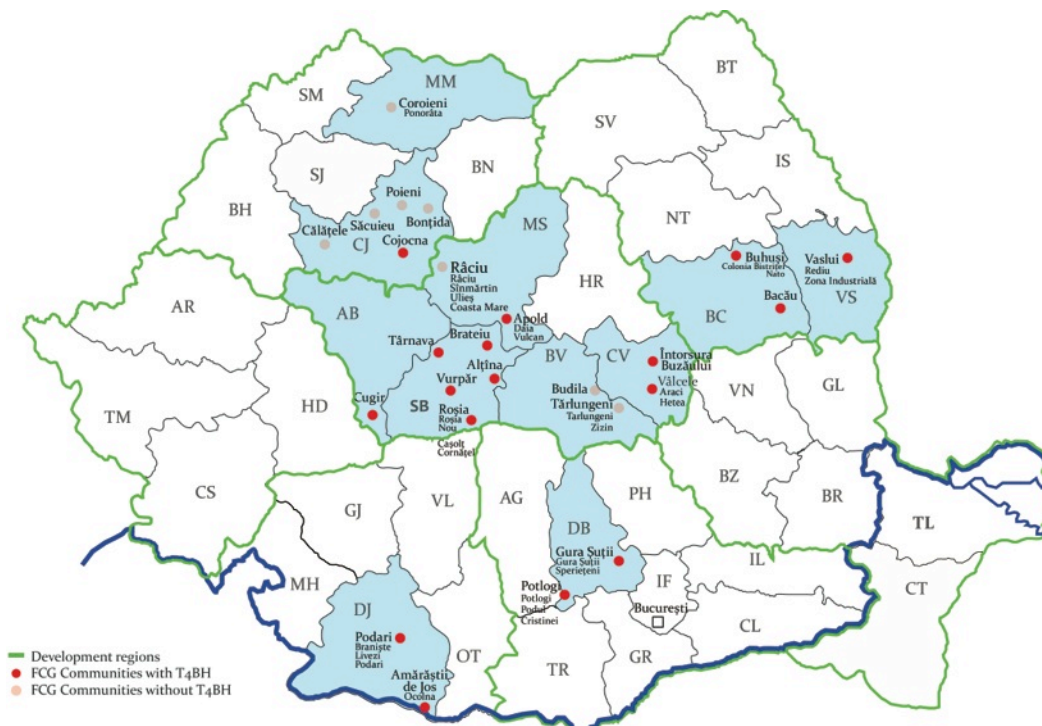 BT
MM
SM
Coroieni
Ponorâta
SV
IS
SJ
BN
Poieni
BH
Săcuieu
Bonțida
MS
NT
Călățele
CJ
Cojocna
Buhuși
Colonia Bistriței
Nato
Vaslui
Rediu
Zona Industrială
Râciu
Râciu
Sînmărtin
Ulieș
Coasta Mare
HR
VS
AR
AB
Bacău
BC
Apold
Daia
Vulcan
Brateiu
Târnava
BV
CV
Întorsura
Buzăului
Alțîna
VN
GL
Vurpăr
Budila
Vâlcele
Araci
Hetea
TM
HD
Cugir
SB
Roșia
Roșia
Nou
Cașolț
Cornățel
Tărlungeni
Tarlungeni
Zizin
CS
BZ
BR
GJ
VL
AG
PH
TL
DB
Gura Șuții
Gura Șuții
Sperieteni
IL
MH
Potlogi
Potlogi
Podul
Cristinei
IF
București
CT
DJ
CL
Podari
Braniște
Livezi
Podari
OT
TR
GR
Amărăștii
de Jos
Ocolna
Development regions
FCG Communities with T4BH
FCG Communities without T4BH